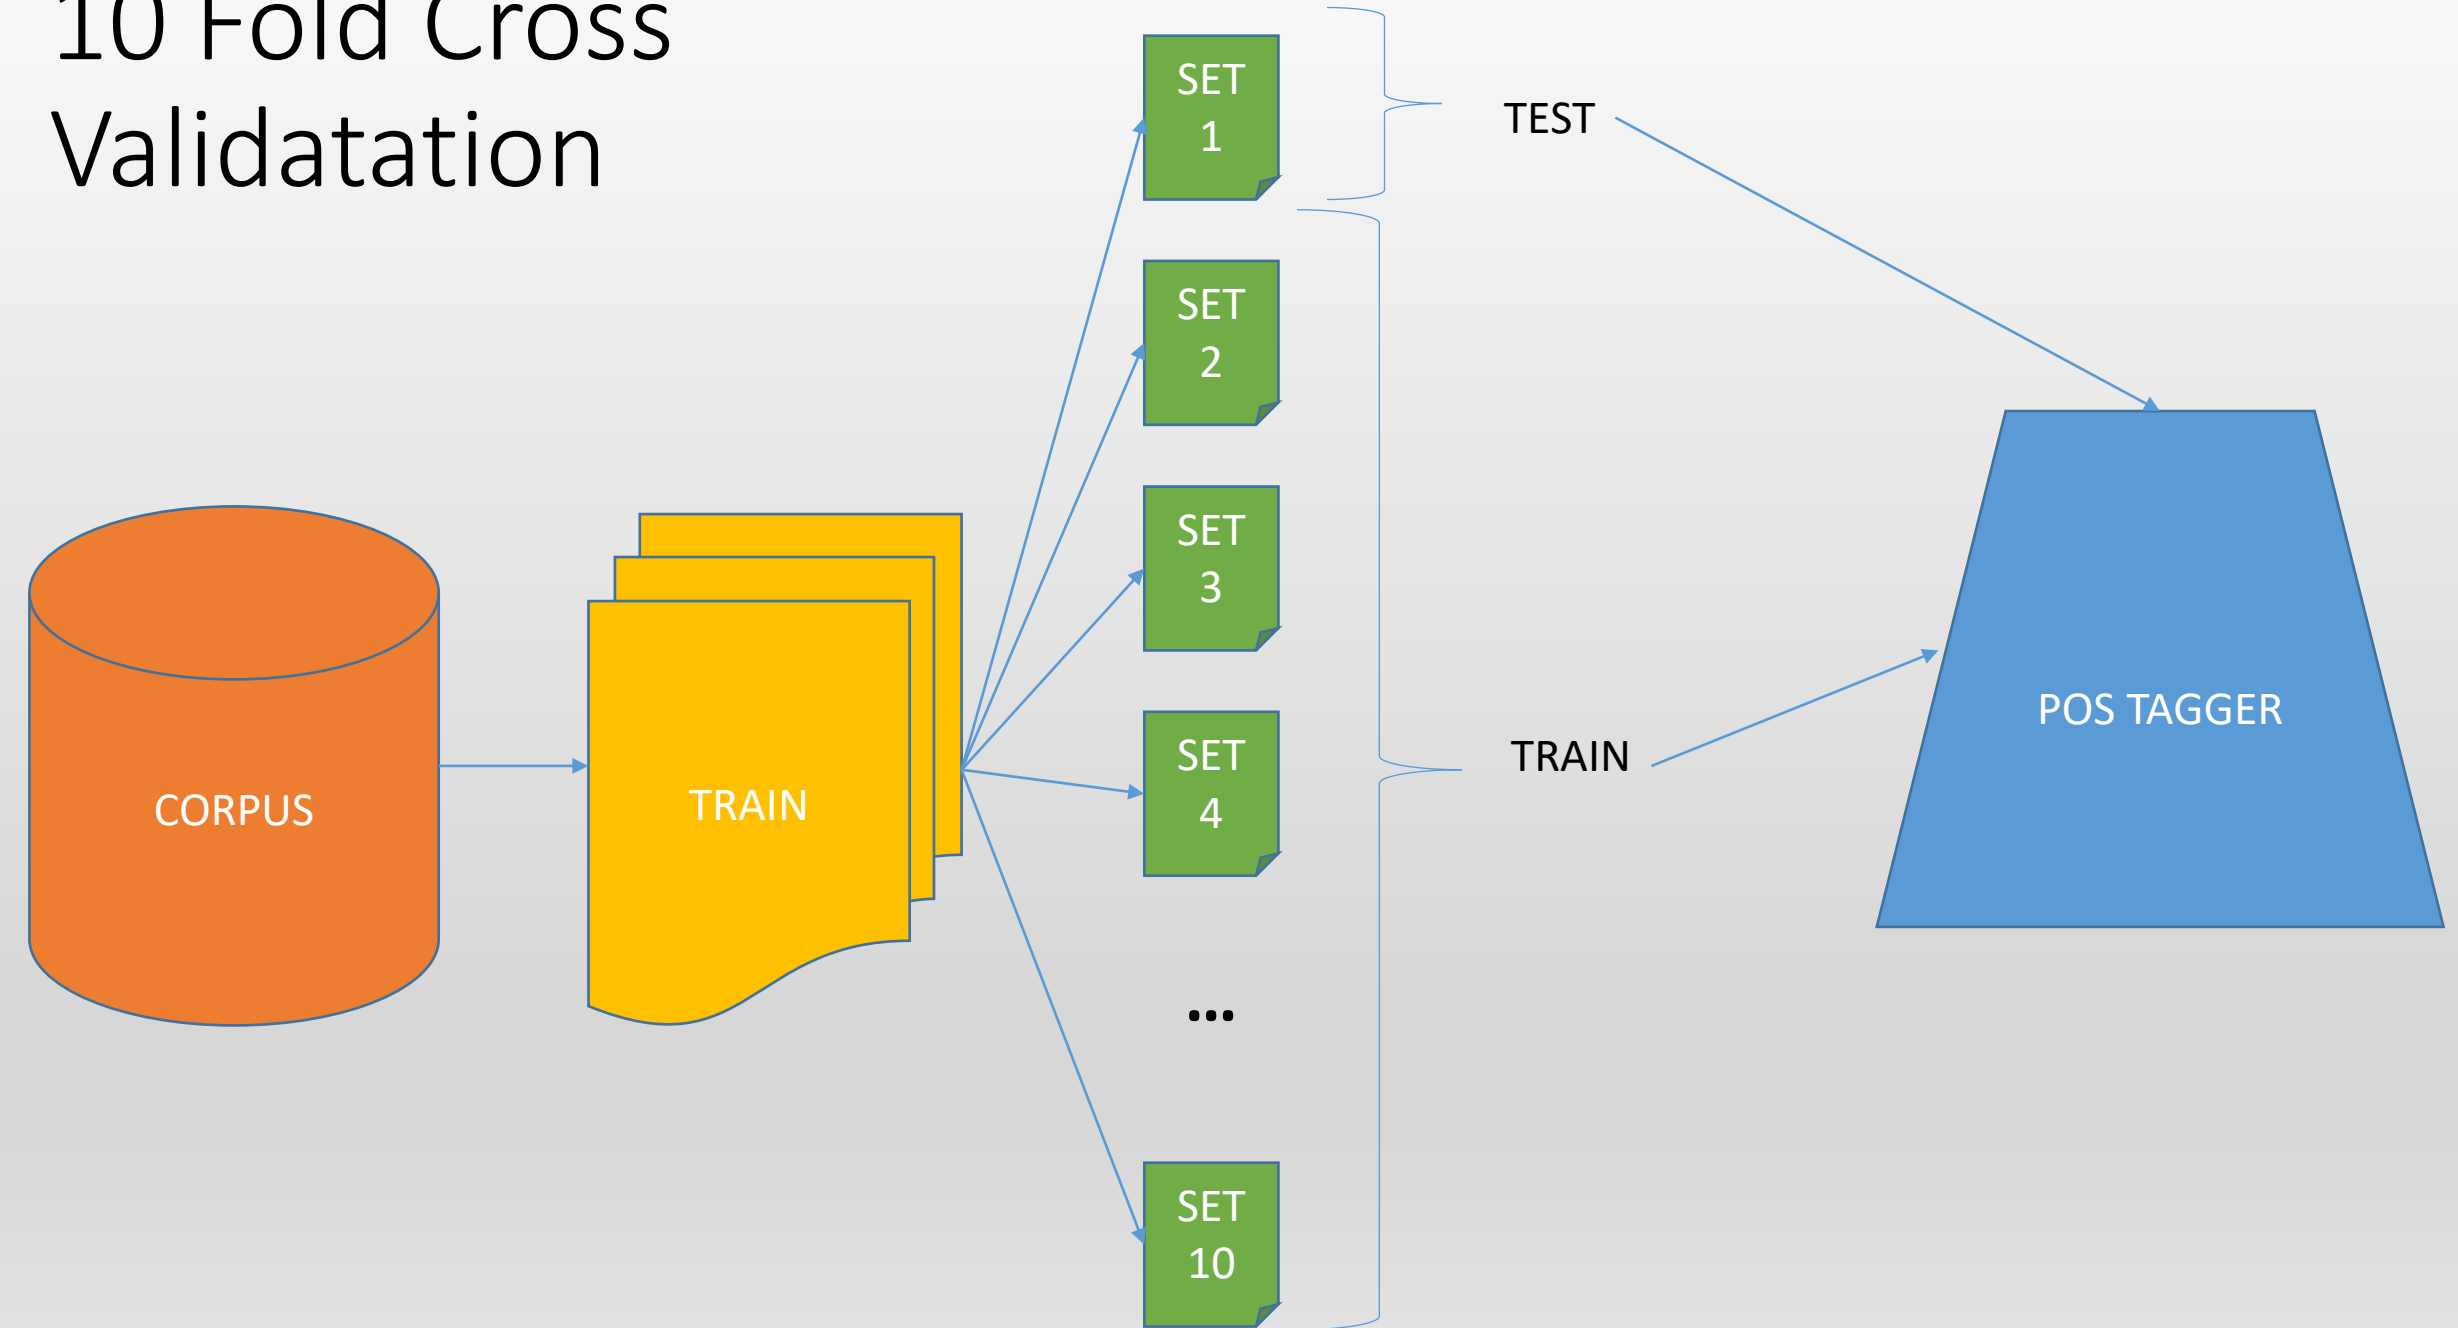 10 Fold Cross
Validatation
SET
1
TEST
SET
2
SET
3
SET
4
CORPUS
TRAIN
TRAIN
POS TAGGER
...
SET
10